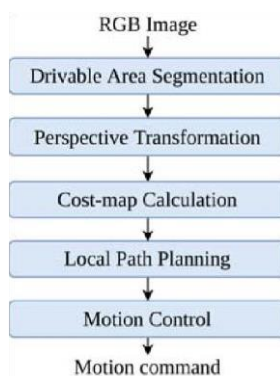 RGB Image
Drivable Area Segmentation
Perspective Transformation
Cost-map Calculation
Local Path Planning
Motion Control
Motion command